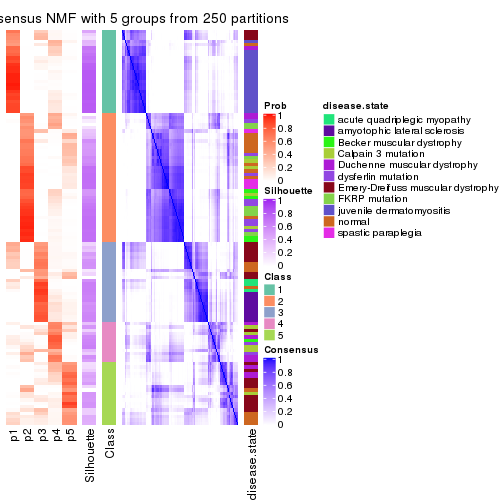 sensus NMF with 5 groups from 250 partitions
Prob
1
0.8
0.6
0.4
0.2
0
Silhouette
1
0.8
0.6
0.4
0.2
0
Class
1
2
3
4
5
Consensus
1
0.8
0.6
0.4
0.2
0
disease.state
acute quadriplegic myopathy
amyotophic lateral sclerosis
Becker muscular dystrophy
Calpain 3 mutation
Duchenne muscular dystrophy
dysferlin mutation
Emery-Dreifuss muscular dystrophy
FKRP mutation
juvenile dermatomyositis
normal
spastic paraplegia
p1
p2
p3
p4
p5
Silhouette
Class
disease.state